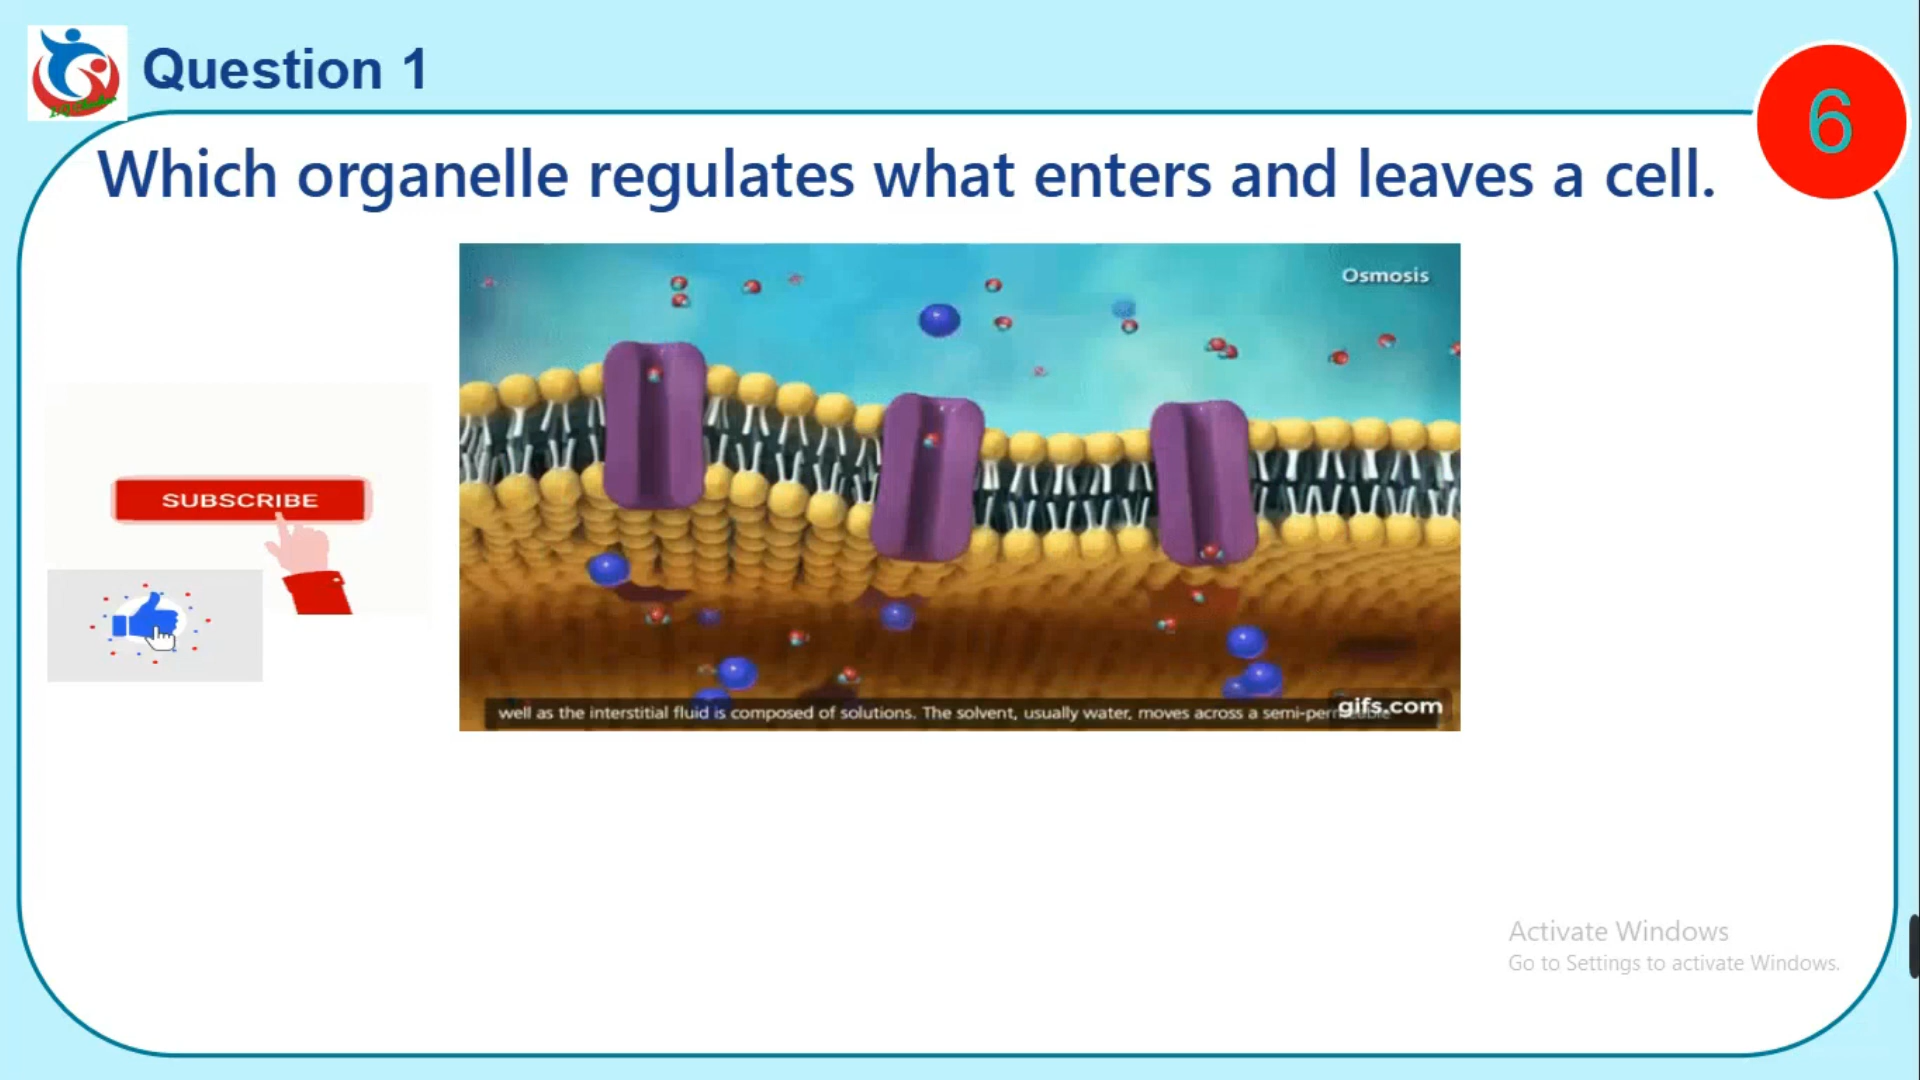 Question 1
6
Which organelle regulates what enters and leaves a cell.
Osmosis
SUBSCRIBE
well as the interstitial fluid is composed of solutions. The solvent, usually water, moves across a
gifs.com
Activate Windows
Go to Settings to activate Windows.